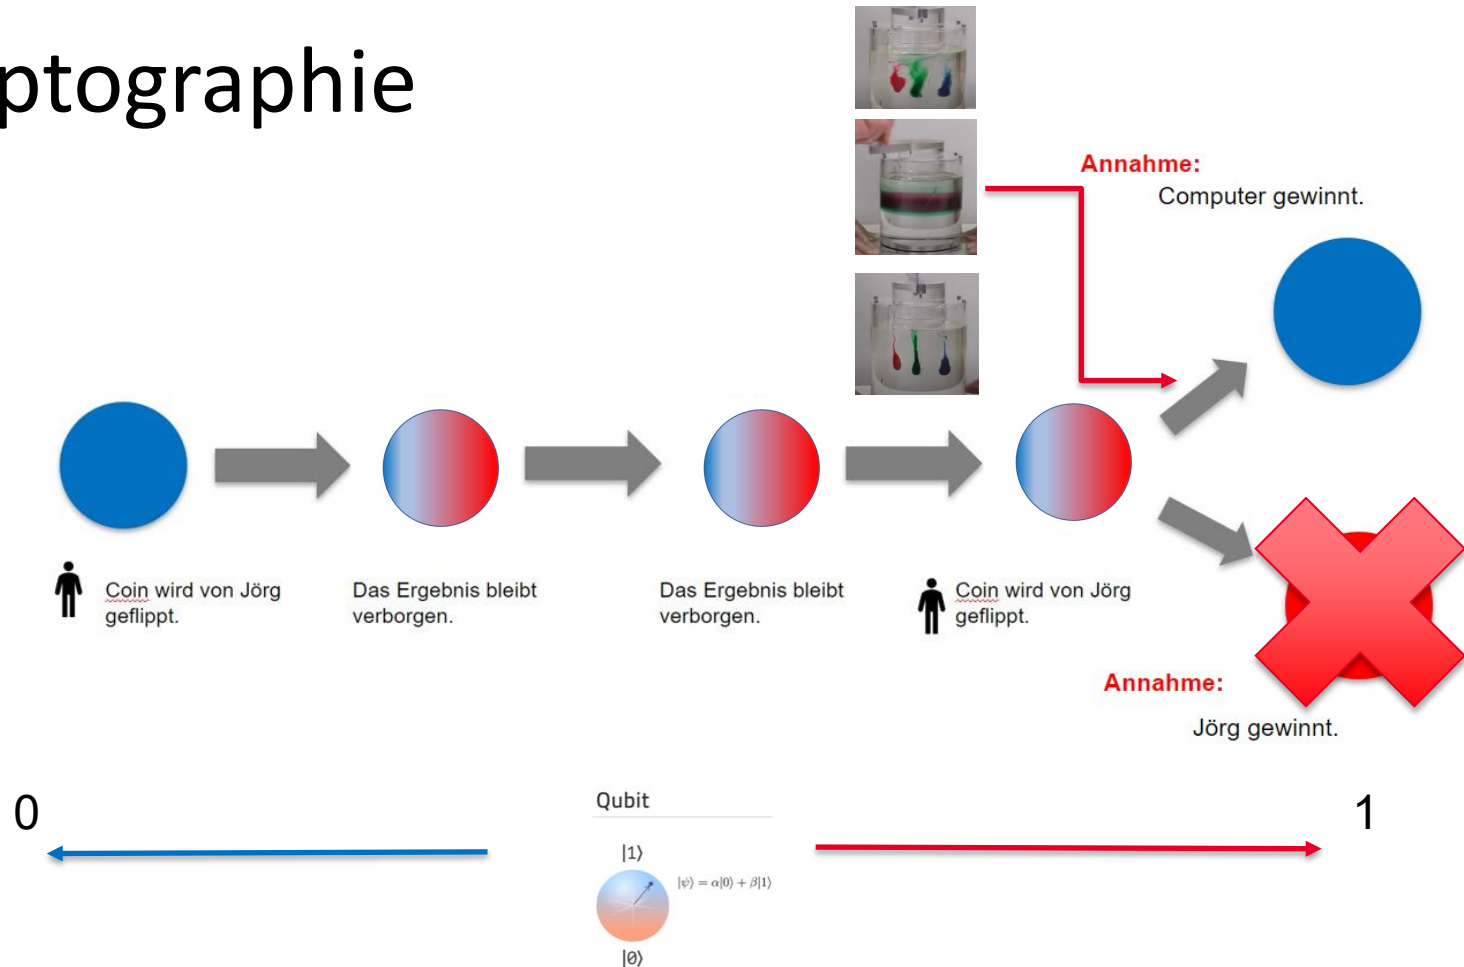 ptographie
Annahme:
Computer gewinnt.
Coin wird von Jörg
geflippt.
Das Ergebnis bleibt
verborgen.
Das Ergebnis bleibt
verborgen.
Coin wird von Jörg
geflippt.
Annahme:
Jörg gewinnt.
0
Qubit
1
|1⟩
|ψ⟩ = α|0⟩ + β|1⟩
|0⟩